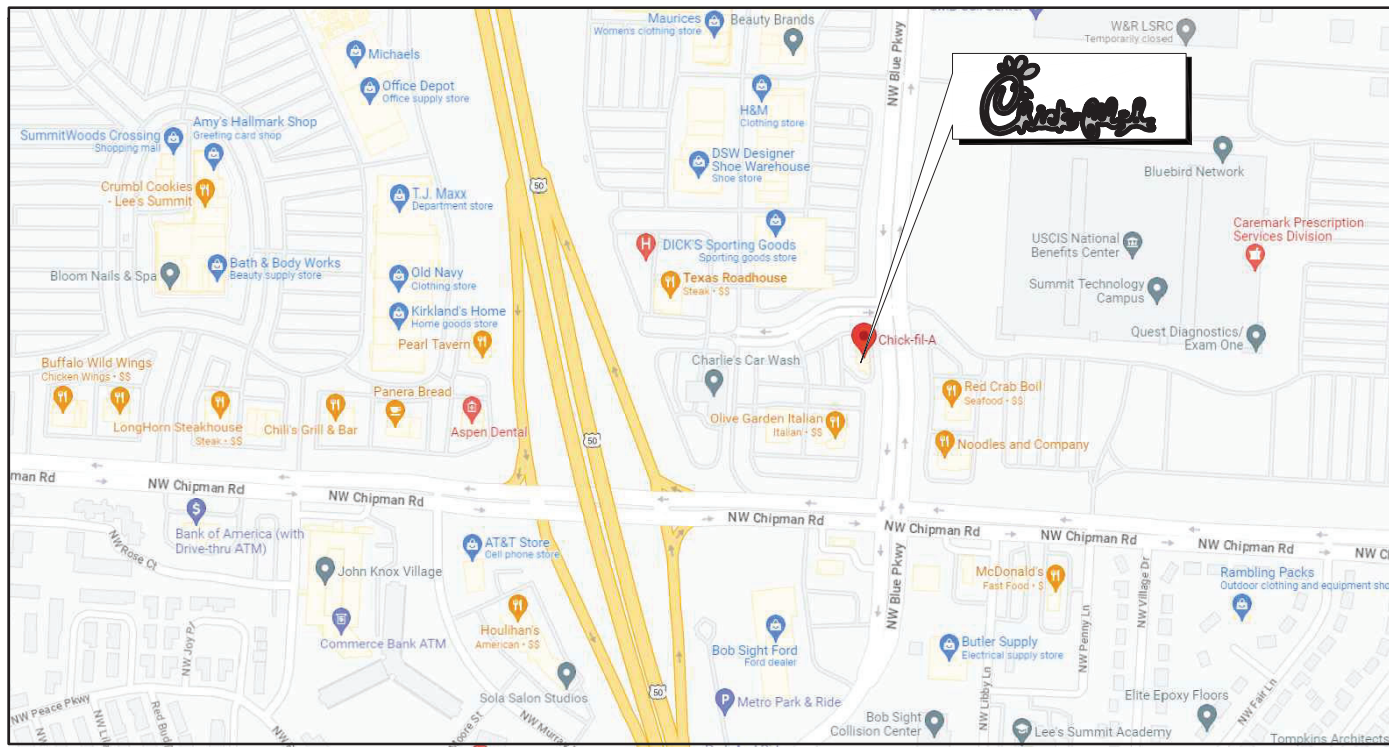 Maurices
Women's clothing store
Beauty Brands
W&R LSRC
Temporarily closed
Michaels
Office Depot
Office supply store
NW Blue Pkwy
H&M
Clothing store
Chick-fil-A
Amy's Hallmark Shop
Greeting card shop
SummitWoods Crossing
Shopping mall
DSW Designer
Shoe Warehouse
Shoe store
Bluebird Network
Crumbl Cookies
- Lee's Summit
T.J. Maxx
Department store
50
Caremark Prescription
Services Division
USCIS National
Benefits Center
DICK'S Sporting Goods
Sporting goods store
H
Bath & Body Works
Beauty supply store
Bloom Nails & Spa
Old Navy
Clothing store
Texas Roadhouse
Steak • $$
Summit Technology
Campus
Kirkland's Home
Home goods store
Pearl Tavern
Chick-fil-A
Quest Diagnostics/
Exam One
Charlie's Car Wash
Buffalo Wild Wings
Chicken Wings • $$
Panera Bread
Red Crab Boil
Seafood • $$
LongHorn Steakhouse
Steak • $$
Chili's Grill & Bar
Aspen Dental
Olive Garden Italian
Italian • $$
50
Noodles and Company
man Rd
NW Chipman Rd
NW Chipman Rd
NW Chipman Rd
NW Chipman Rd
NW Chipman Rd
NW C
$
Bank of America (with
Drive-thru ATM)
NW Rose Ct
AT&T Store
Cell phone store
NW Blue Pkwy
NW Village Dr
John Knox Village
McDonald's
Fast Food • $
Rambling Packs
Outdoor clothing and equipment sho
NW Joy Pl
Commerce Bank ATM
Houlihan's
American • $$
Bob Sight Ford
Ford dealer
Butler Supply
Electrical supply store
NW Penny Ln
NW Libby Ln
Sola Salon Studios
50
P
Metro Park & Ride
Elite Epoxy Floors
NW Fair Ln
NW Peace Pkwy
Red Bud
NW Murra
Moore St
Bob Sight
Collision Center
Lee's Summit Academy
Tompkins Architects